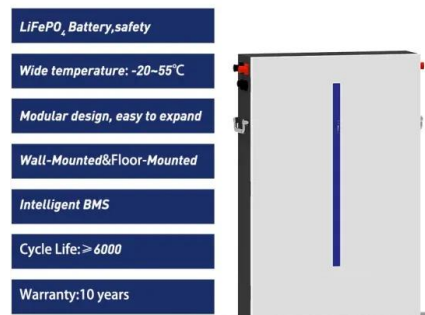 LiFePO₄ Battery,safety
Wide temperature: -20~55℃
Modular design, easy to expand
Wall-Mounted&Floor-Mounted
Intelligent BMS
Cycle Life:≥6000
Warranty:10 years